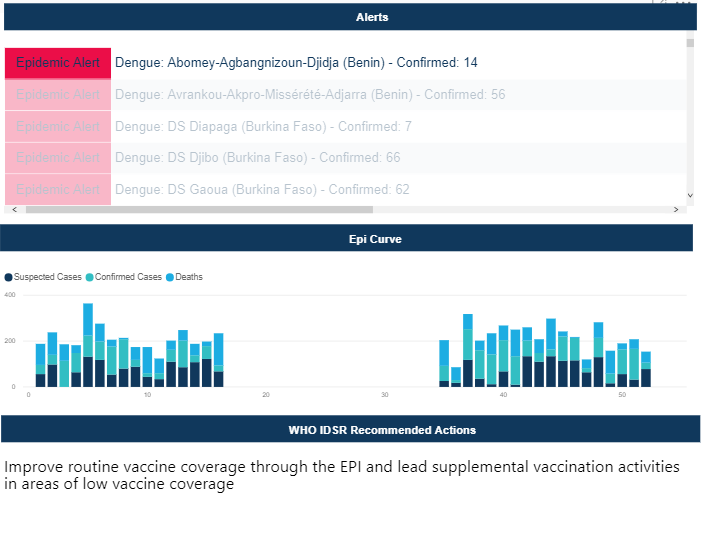 Alerts
Epidemic Alert Dengue: Abomey-Agbangnizoun-Djidja (Benin) - Confirmed: 14
Epidemic Alert Dengue: Avrankou-Akpro-Missérété-Adjarra (Benin) - Confirmed: 56
Epidemic Alert Dengue: DS Diapaga (Burkina Faso) - Confirmed: 7
Epidemic Alert Dengue: DS Djibo (Burkina Faso) - Confirmed: 66
Epidemic Alert Dengue: DS Gaoua (Burkina Faso) - Confirmed: 62
Epi Curve
Suspected Cases Confirmed Cases Deaths
400
200
0
0 10 20 30 40 50
WHO IDSR Recommended Actions
Improve routine vaccine coverage through the EPI and lead supplemental vaccination activities
in areas of low vaccine coverage